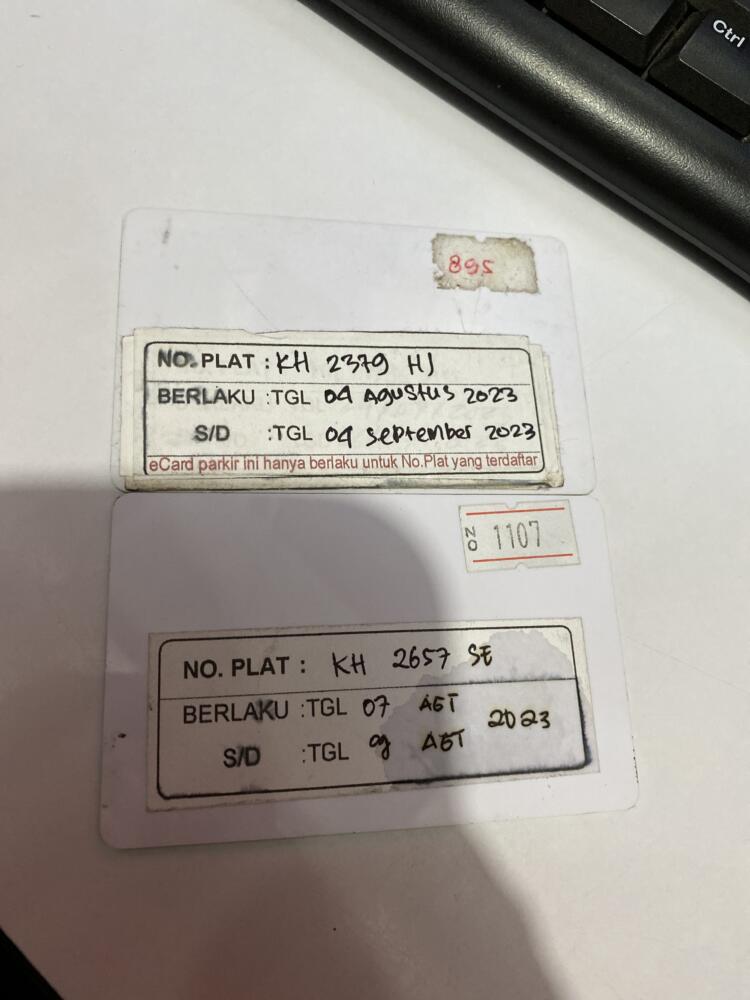 Ctrl
895
NO. PLAT : KH 2379 HJ
BERLAKU :TGL 04 Agustus 2023
S/D :TGL 04 September 2023
eCard parkir ini hanya berlaku untuk No.Plat yang terdaftar
NO 1107
NO. PLAT : KH 2657 SE
BERLAKU :TGL 07 AGT 2023
S/D :TGL 09 AGT